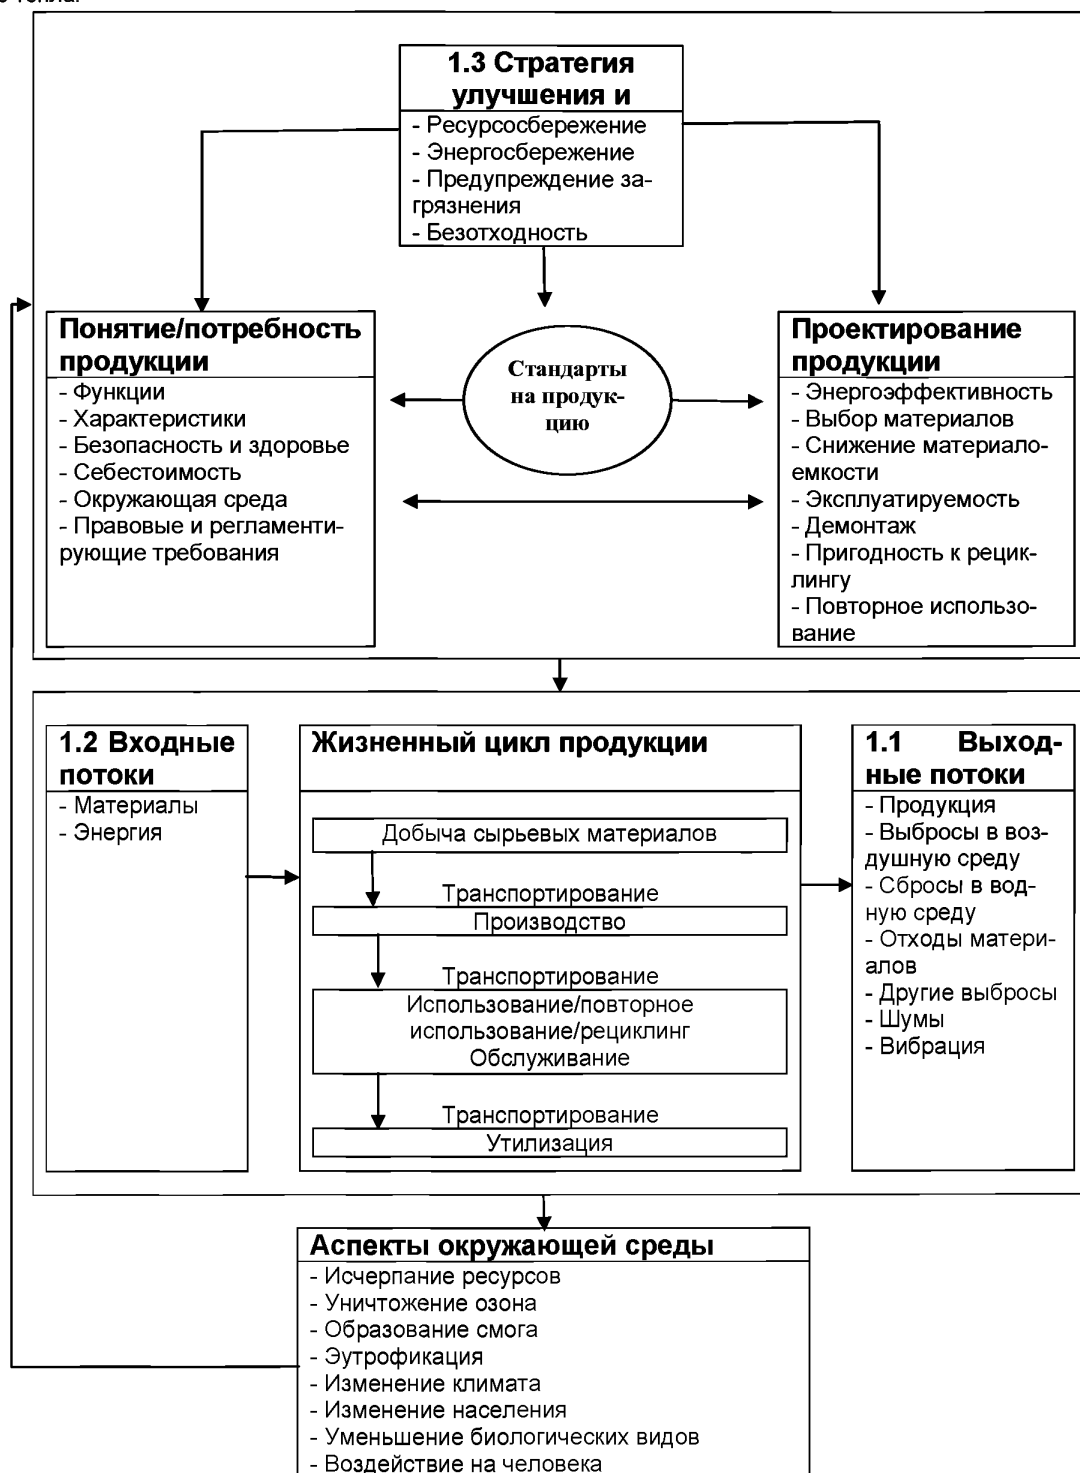 1.3 Стратегия
улучшения и
- Ресурсосбережение
- Энергосбережение
- Предупреждение за-
грязнения
- Безотходность
Понятие/потребность
продукции
- Функции
- Характеристики
- Безопасность и здоровье
- Себестоимость
- Окружающая среда
- Правовые и регламенти-
рующие требования
Стандарты
на продук-
цию
Проектирование
продукции
- Энергоэффективность
- Выбор материалов
- Снижение материало-
емкости
- Эксплуатируемость
- Демонтаж
- Пригодность к рецик-
лингу
- Повторное использо-
вание
1.2 Входные
потоки
- Материалы
- Энергия
Жизненный цикл продукции
Добыча сырьевых материалов
Транспортирование
Производство
Транспортирование
Использование/повторное
использование/рециклинг
Обслуживание
Транспортирование
Утилизация
1.1 Выход-
ные потоки
- Продукция
- Выбросы в воз-
душную среду
- Сбросы в вод-
ную среду
- Отходы матери-
алов
- Другие выбросы
- Шумы
- Вибрация
Аспекты окружающей среды
- Исчерпание ресурсов
- Уничтожение озона
- Образование смога
- Эутрофикация
- Изменение климата
- Изменение населения
- Уменьшение биологических видов
- Воздействие на человека